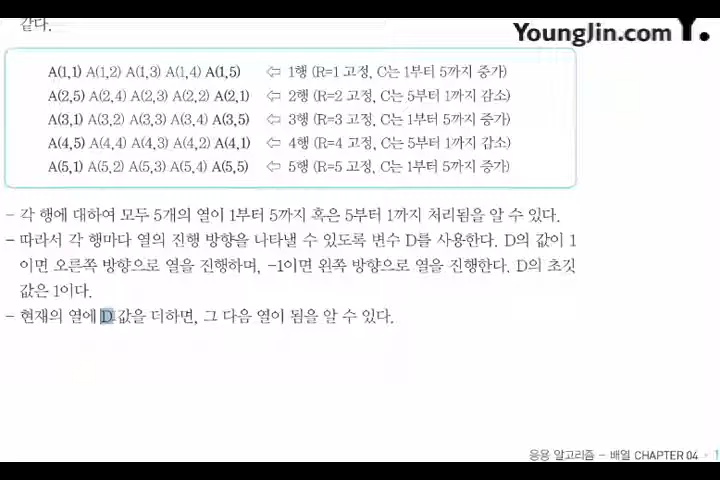 같다.
YoungJin.com Y.
A(1,1) A(1,2) A(1,3) A(1,4) A(1,5) ⇦ 1행 (R=1 고정, C는 1부터 5까지 증가)
A(2,5) A(2,4) A(2,3) A(2,2) A(2,1) ⇦ 2행 (R=2 고정, C는 5부터 1까지 감소)
A(3,1) A(3,2) A(3,3) A(3,4) A(3,5) ⇦ 3행 (R=3 고정, C는 1부터 5까지 증가)
A(4,5) A(4,4) A(4,3) A(4,2) A(4,1) ⇦ 4행 (R=4 고정, C는 5부터 1까지 감소)
A(5,1) A(5,2) A(5,3) A(5,4) A(5,5) ⇦ 5행 (R=5 고정, C는 1부터 5까지 증가)
– 각 행에 대하여 모두 5개의 열이 1부터 5까지 혹은 5부터 1까지 처리됨을 알 수 있다.
– 따라서 각 행마다 열의 진행 방향을 나타낼 수 있도록 변수 D를 사용한다. D의 값이 1
이면 오른쪽 방향으로 열을 진행하며, -1이면 왼쪽 방향으로 열을 진행한다. D의 초깃
값은 1이다.
– 현재의 열에 D 값을 더하면, 그 다음 열이 됨을 알 수 있다.
응용 알고리즘 – 배열 CHAPTER 04 · 1